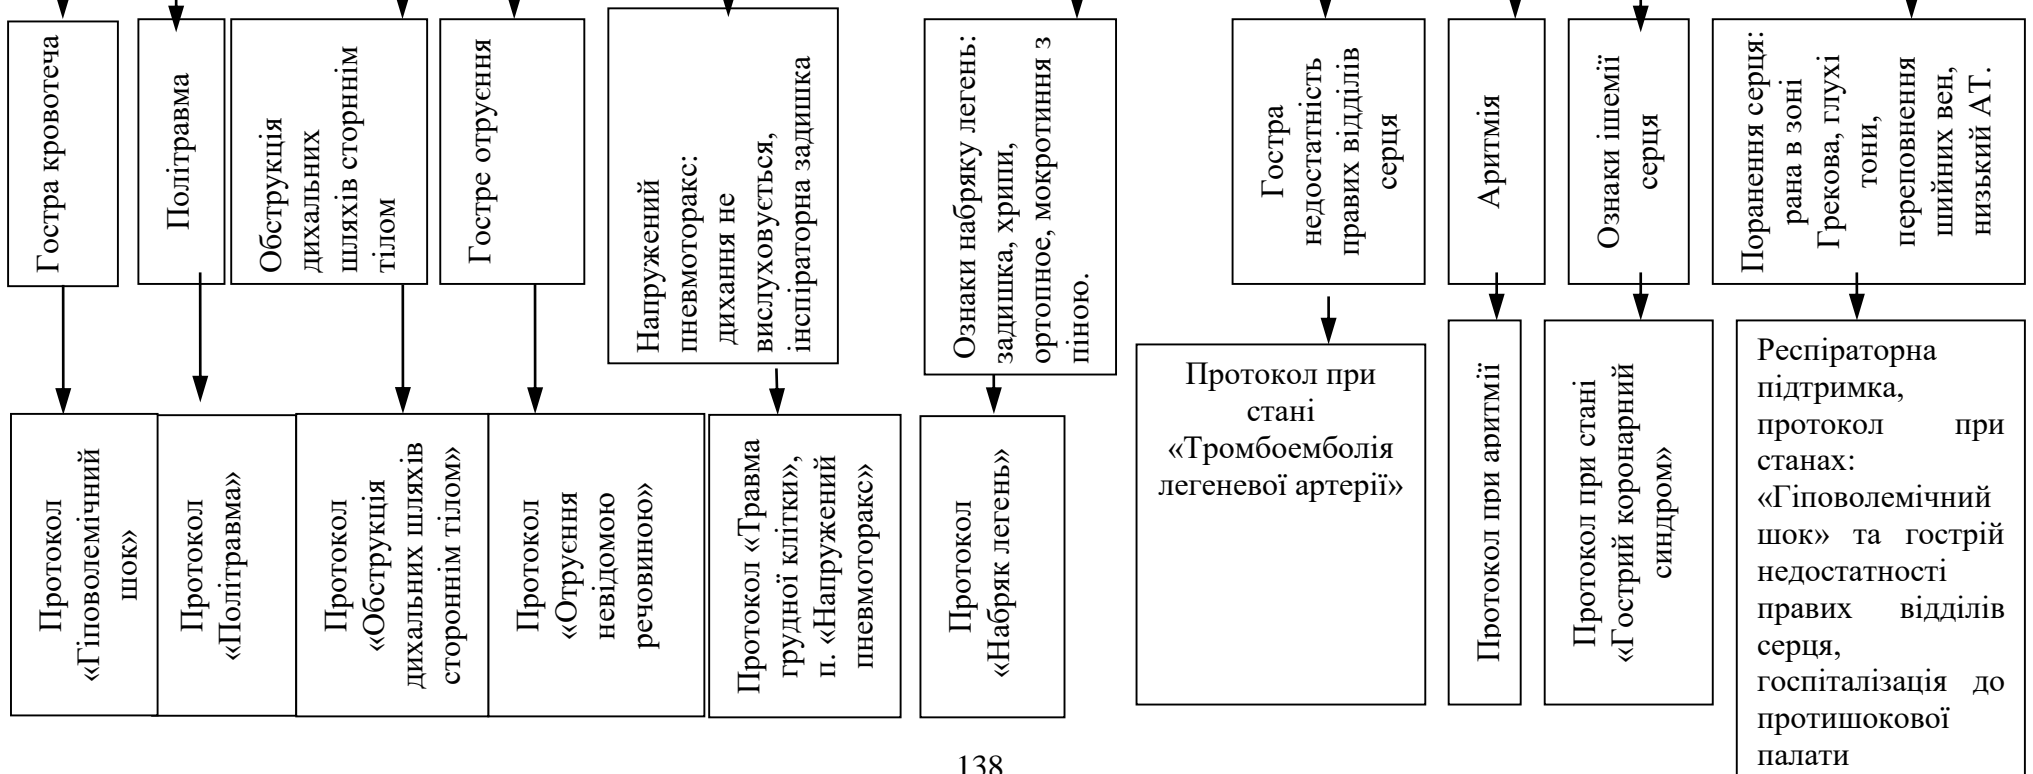 Гостра кровотеча
Політравма
Обструкція
дихальних
шляхів стороннім
тілом
Гостре отруєння
Напружений
пневмоторакс:
дихання не
вислуховується,
інспіраторна задишка
Ознаки набряку легень:
задишка, хрипи,
ортопное, мокротиння з
піною.
Гостра
недостатність
правих відділів
серця
Аритмія
Ознаки ішемії
серця
Поранення серця:
рана в зоні
Грекова, глухі
тони,
переповнення
шийних вен,
низький АТ.
Протокол
«Гіповолемічний
шок»
Протокол
«Політравма»
Протокол
«Обструкція
дихальних шляхів
стороннім тілом»
Протокол
«Отруєння
невідомою
речовиною»
Протокол «Травма
грудної клітки»,
п. «Напружений
пневмоторакс»
Протокол
«Набряк легень»
Протокол при
стані
«Тромбоемболія
легеневої артерії»
Протокол при аритмії
Протокол при стані
«Гострий коронарний
синдром»
Респіраторна
підтримка,
протокол при
станах:
«Гіповолемічний
шок» та гострій
недостатності
правих відділів
серця,
госпіталізація до
протишокової
палати
138